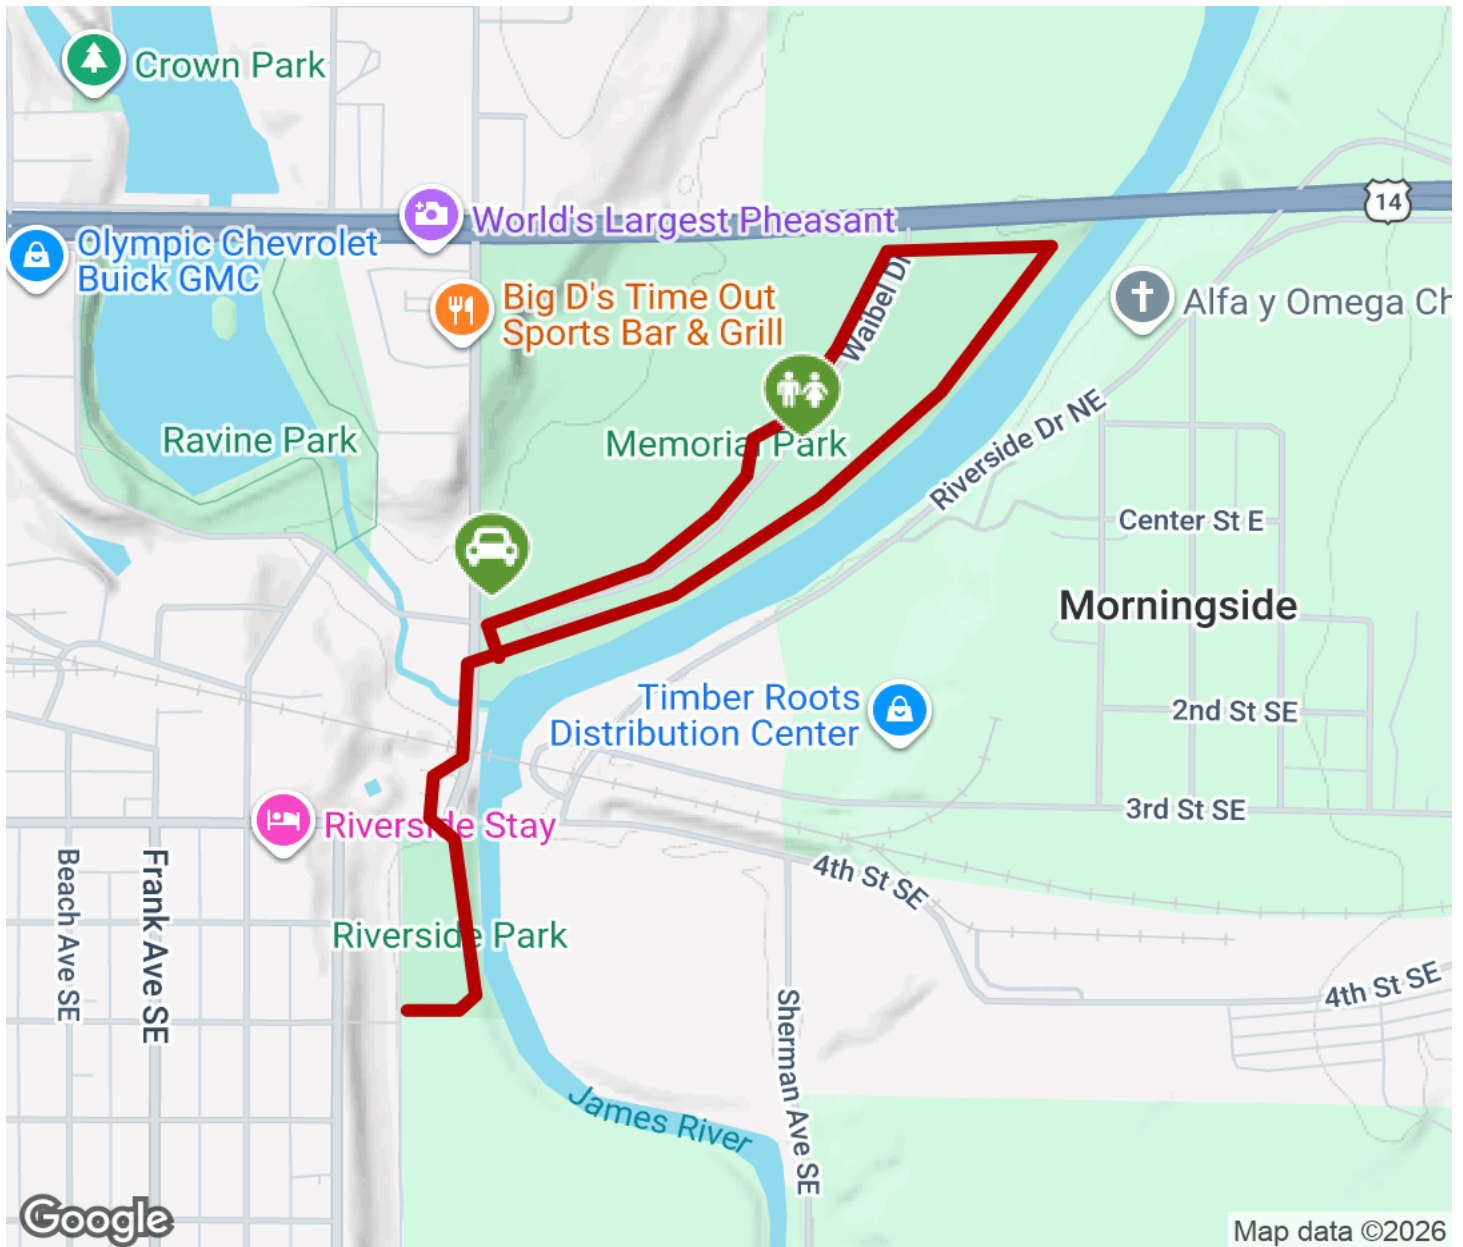 Crown Park
14
World's Largest Pheasant
Olympic Chevrolet
Buick GMC
Big D's Time Out
Sports Bar & Grill
Waibel Dr
Alfa y Omega Ch
Ravine Park
Memorial Park
Riverside Dr NE
Center St E
Morningside
Timber Roots
Distribution Center
2nd St SE
3rd St SE
Riverside Stay
4th St SE
Beach Ave SE
Frank Ave SE
Riverside Park
4th St SE
Sherman Ave SE
James River
Google
Map data ©2026